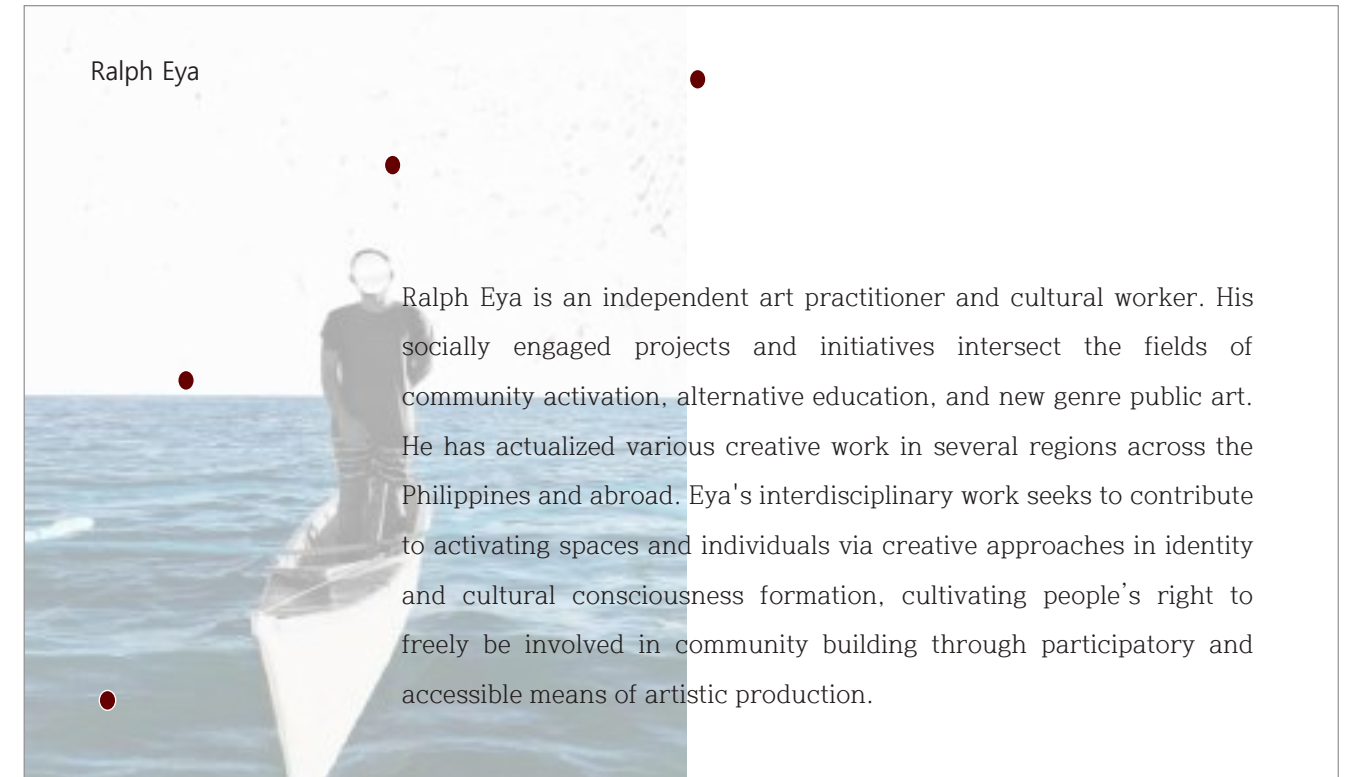 Ralph Eya
Ralph Eya is an independent art practitioner and cultural worker. His
socially engaged projects and initiatives intersect the fields of
community activation, alternative education, and new genre public art.
He has actualized various creative work in several regions across the
Philippines and abroad. Eya's interdisciplinary work seeks to contribute
to activating spaces and individuals via creative approaches in identity
and cultural consciousness formation, cultivating people’s right to
freely be involved in community building through participatory and
accessible means of artistic production.